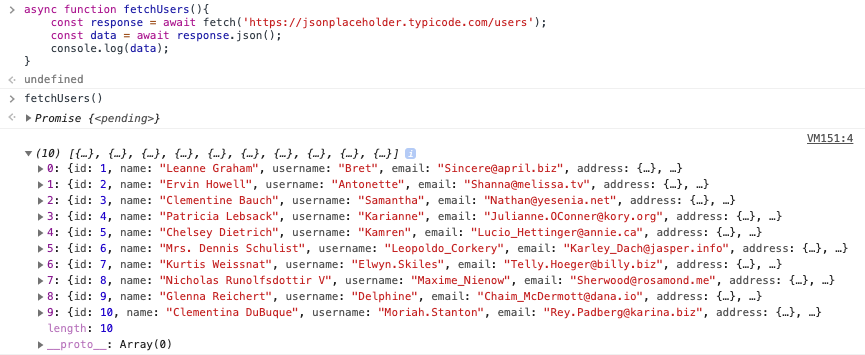 > async function fetchUsers(){
const response = await fetch('https://jsonplaceholder.typicode.com/users');
const data = await response.json();
console.log(data);
}
<· undefined
> fetchUsers()
<· ▶ Promise {<pending>}
VM151:4
▼ (10) [{…}, {…}, {…}, {…}, {…}, {…}, {…}, {…}, {…}, {…}] i
▶ 0: {id: 1, name: "Leanne Graham", username: "Bret", email: "Sincere@april.biz", address: {…}, …}
▶ 1: {id: 2, name: "Ervin Howell", username: "Antonette", email: "Shanna@melissa.tv", address: {…}, …}
▶ 2: {id: 3, name: "Clementine Bauch", username: "Samantha", email: "Nathan@yesenia.net", address: {…}, …}
▶ 3: {id: 4, name: "Patricia Lebsack", username: "Karianne", email: "Julianne.OConner@kory.org", address: {…}, …}
▶ 4: {id: 5, name: "Chelsey Dietrich", username: "Kamren", email: "Lucio_Hettinger@annie.ca", address: {…}, …}
▶ 5: {id: 6, name: "Mrs. Dennis Schulist", username: "Leopoldo_Corkery", email: "Karley_Dach@jasper.info", address: {…}, …}
▶ 6: {id: 7, name: "Kurtis Weissnat", username: "Elwyn.Skiles", email: "Telly.Hoeger@billy.biz", address: {…}, …}
▶ 7: {id: 8, name: "Nicholas Runolfsdottir V", username: "Maxime_Nienow", email: "Sherwood@rosamond.me", address: {…}, …}
▶ 8: {id: 9, name: "Glenna Reichert", username: "Delphine", email: "Chaim_McDermott@dana.io", address: {…}, …}
▶ 9: {id: 10, name: "Clementina DuBuque", username: "Moriah.Stanton", email: "Rey.Padberg@karina.biz", address: {…}, …}
length: 10
▶ __proto__: Array(0)